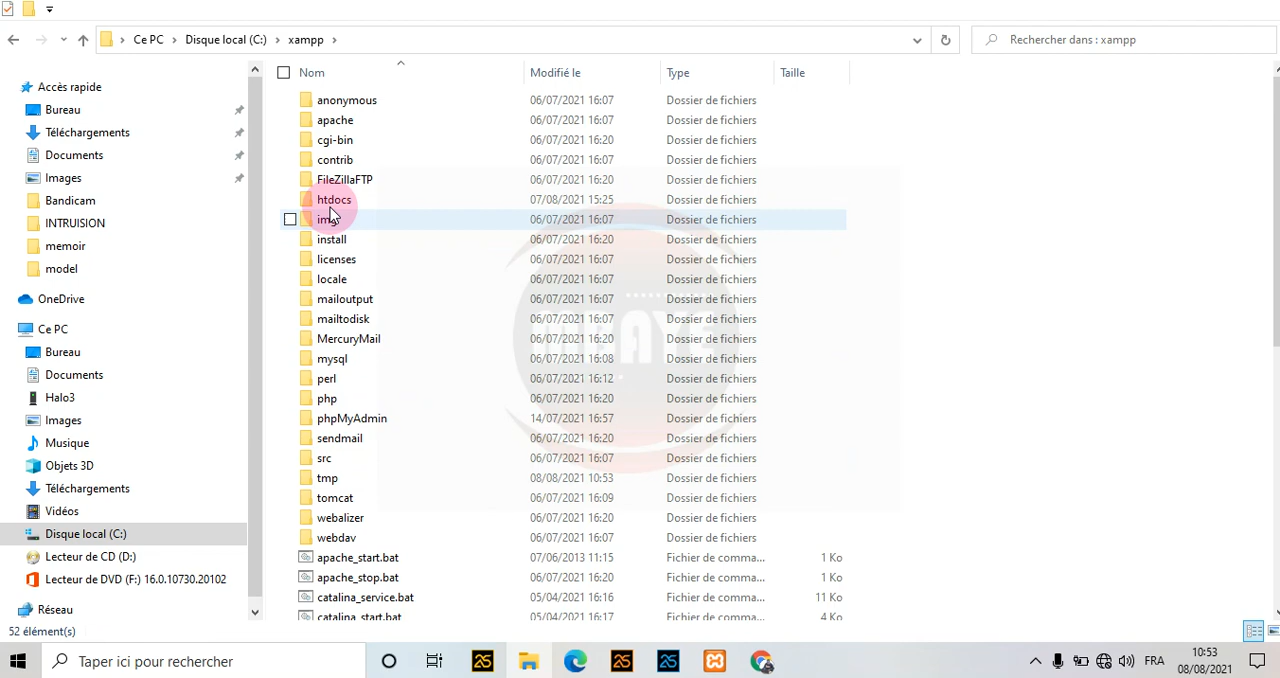 Ce PC > Disque local (C:) > xampp >
Rechercher dans : xampp
Nom Modifié le Type Taille
Accès rapide
Bureau
Téléchargements
Documents
Images
Bandicam
INTRUISION
memoir
model
OneDrive
Ce PC
Bureau
Documents
Halo3
Images
Musique
Objets 3D
Téléchargements
Vidéos
Disque local (C:)
Lecteur de CD (D:)
Lecteur de DVD (F:) 16.0.10730.20102
Réseau
anonymous 06/07/2021 16:07 Dossier de fichiers
apache 06/07/2021 16:07 Dossier de fichiers
cgi-bin 06/07/2021 16:20 Dossier de fichiers
contrib 06/07/2021 16:07 Dossier de fichiers
FileZillaFTP 06/07/2021 16:20 Dossier de fichiers
htdocs 07/08/2021 15:25 Dossier de fichiers
img 06/07/2021 16:07 Dossier de fichiers
install 06/07/2021 16:20 Dossier de fichiers
licenses 06/07/2021 16:07 Dossier de fichiers
locale 06/07/2021 16:07 Dossier de fichiers
mailoutput 06/07/2021 16:07 Dossier de fichiers
mailtodisk 06/07/2021 16:07 Dossier de fichiers
MercuryMail 06/07/2021 16:20 Dossier de fichiers
mysql 06/07/2021 16:08 Dossier de fichiers
perl 06/07/2021 16:12 Dossier de fichiers
php 06/07/2021 16:20 Dossier de fichiers
phpMyAdmin 14/07/2021 16:57 Dossier de fichiers
sendmail 06/07/2021 16:20 Dossier de fichiers
src 06/07/2021 16:07 Dossier de fichiers
tmp 08/08/2021 10:53 Dossier de fichiers
tomcat 06/07/2021 16:09 Dossier de fichiers
webalizer 06/07/2021 16:20 Dossier de fichiers
webdav 06/07/2021 16:07 Dossier de fichiers
apache_start.bat 07/06/2013 11:15 Fichier de comma... 1 Ko
apache_stop.bat 06/07/2021 16:20 Fichier de comma... 1 Ko
catalina_service.bat 05/04/2021 16:16 Fichier de comma... 11 Ko
catalina_start.bat 05/04/2021 16:17 Fichier de comma... 4 Ko
52 élément(s)
Taper ici pour rechercher
FRA
10:53
08/08/2021